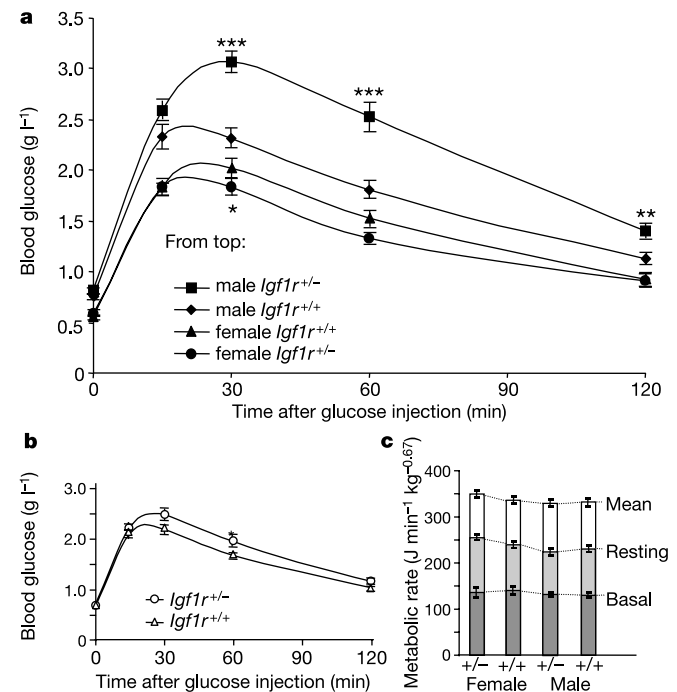 a
Blood glucose (g l⁻¹)
3.5
3.0
2.5
2.0
1.5
1.0
0.5
0
***
***
**
*
From top:
male Igf1r⁺/⁻
male Igf1r⁺/⁺
female Igf1r⁺/⁺
female Igf1r⁺/⁻
0 30 60 90 120
Time after glucose injection (min)
b
Blood glucose (g l⁻¹)
3.0
2.0
1.0
0
*
Igf1r⁺/⁻
Igf1r⁺/⁺
0 30 60 90 120
Time after glucose injection (min)
c
Metabolic rate (J min⁻¹ kg⁻⁰·⁶⁷)
400
300
200
100
0
Mean
Resting
Basal
+/− +/+ +/− +/+
Female Male